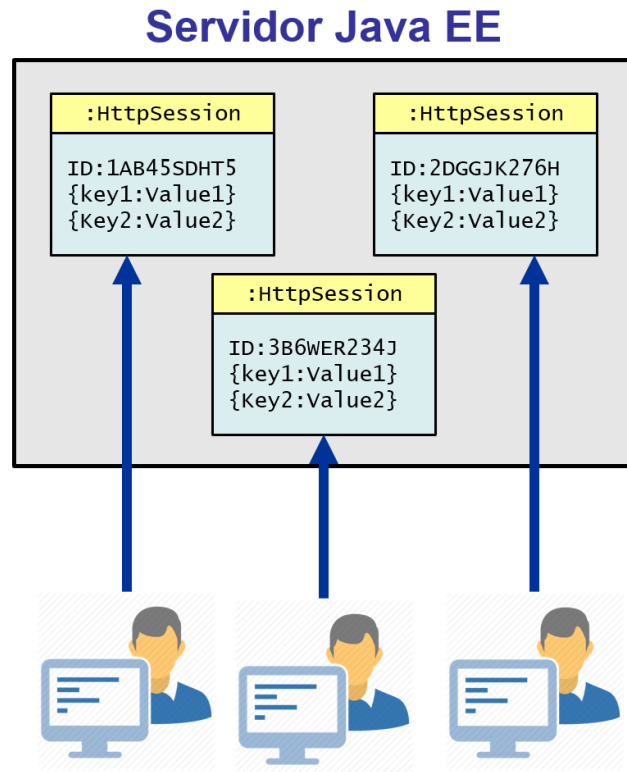 Servidor Java EE
:HttpSession
ID:1AB45SDHT5
{key1:Value1}
{Key2:Value2}
:HttpSession
ID:2DGGJK276H
{key1:Value1}
{Key2:Value2}
:HttpSession
ID:3B6WER234J
{key1:Value1}
{Key2:Value2}